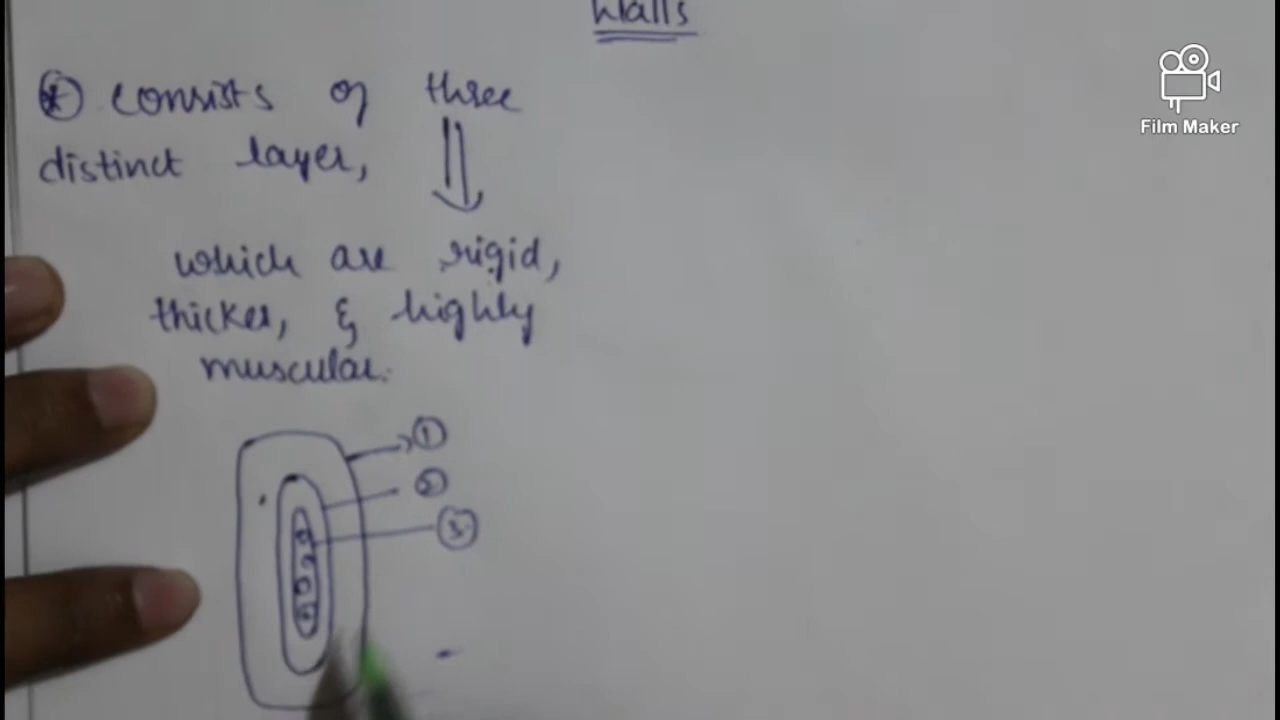 Walls
* consists of three
distinct layer,
which are rigid,
thicker, & highly
muscular.
1
2
3
Film Maker